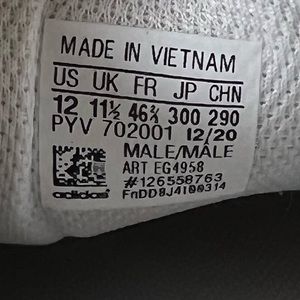 MADE IN VIETNAM
US UK FR JP CHN
12 11½ 46⅔ 300 290
PYV 702001 12/20
MALE/MÂLE
ART EG4958
#126558763
adidas FnDD8J4100314